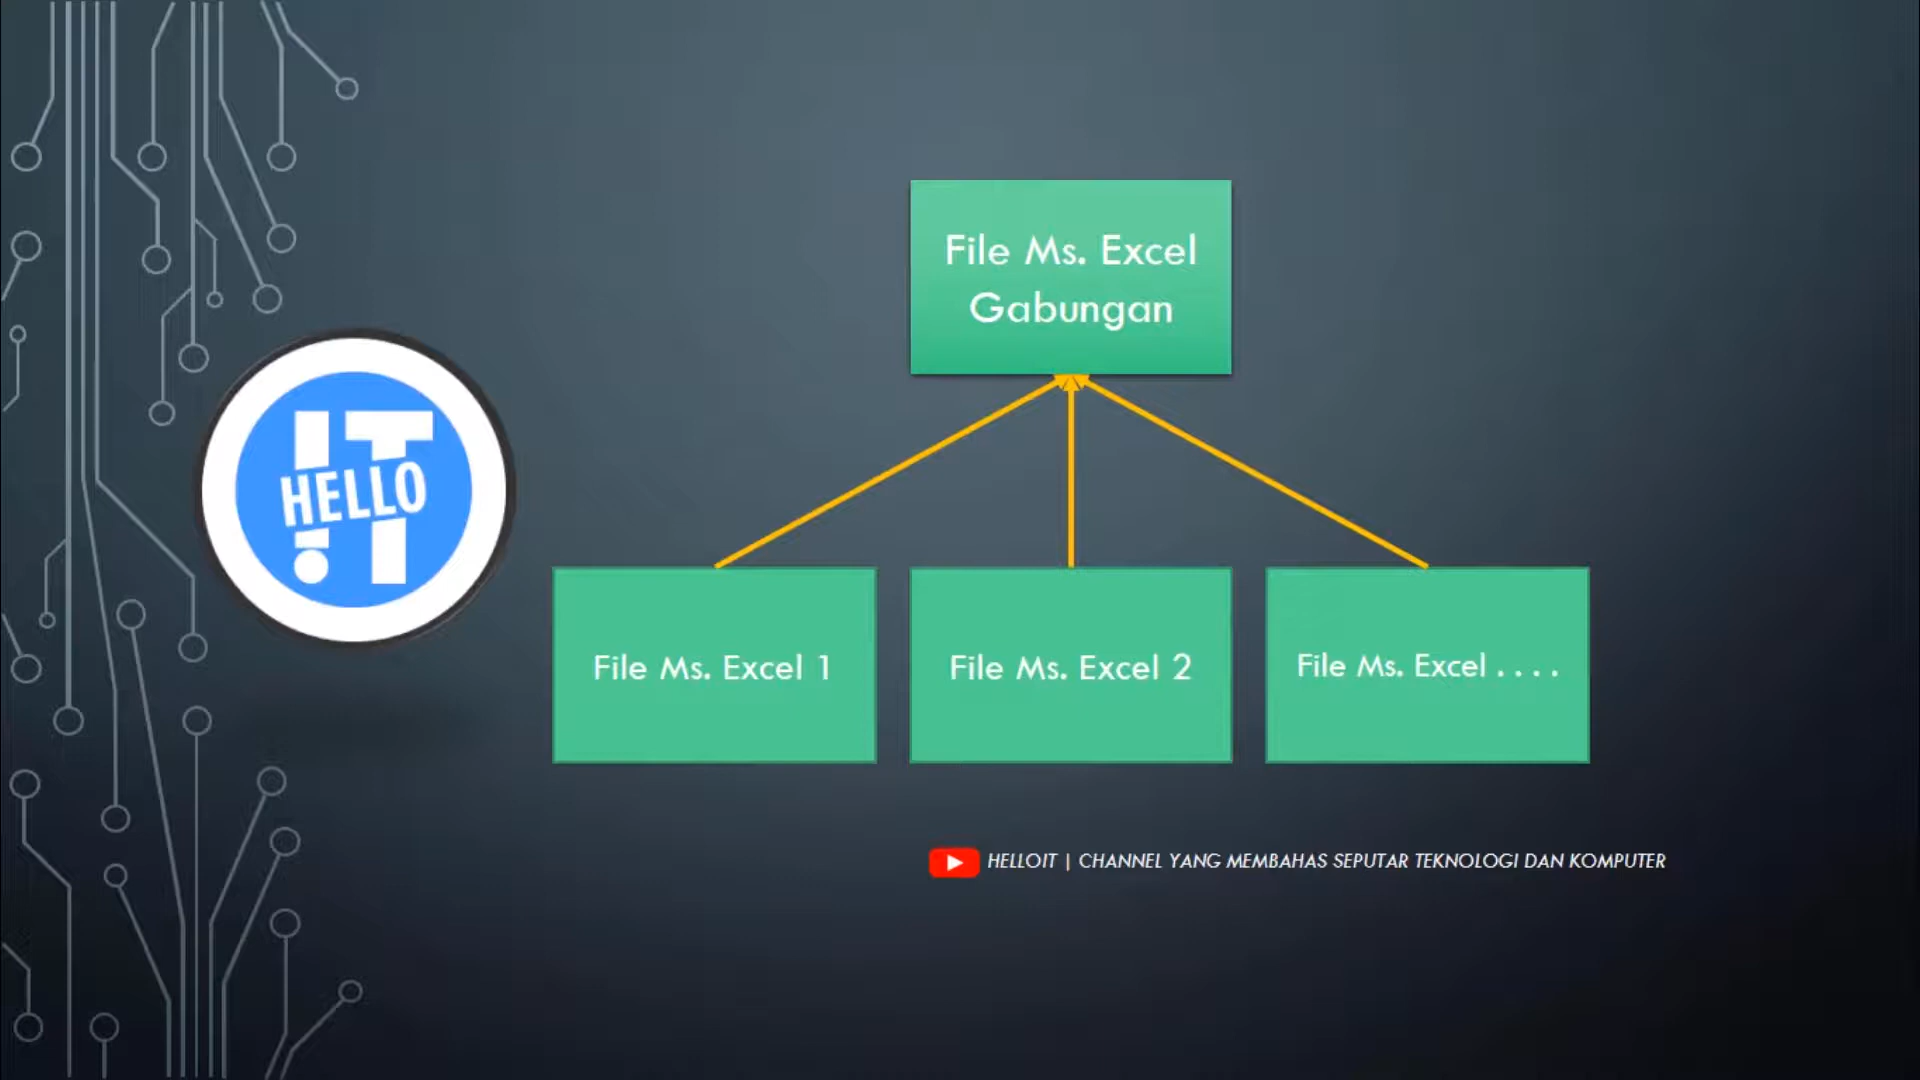 File Ms. Excel
Gabungan
!T
HELLO
File Ms. Excel 1
File Ms. Excel 2
File Ms. Excel . . . .
HELLOIT | CHANNEL YANG MEMBAHAS SEPUTAR TEKNOLOGI DAN KOMPUTER